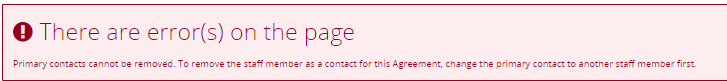 There are error(s) on the page
Primary contacts cannot be removed. To remove the staff member as a contact for this Agreement, change the primary contact to another staff member first.